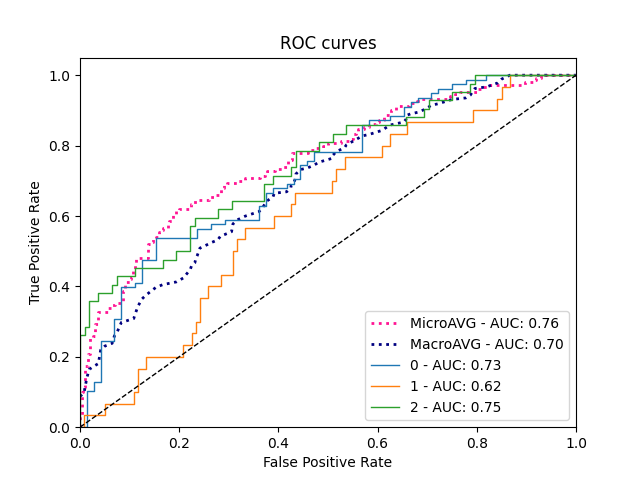 ROC curves
True Positive Rate
1.0
0.8
0.6
0.4
0.2
0.0
0.0 0.2 0.4 0.6 0.8 1.0
False Positive Rate
MicroAVG - AUC: 0.76
MacroAVG - AUC: 0.70
0 - AUC: 0.73
1 - AUC: 0.62
2 - AUC: 0.75